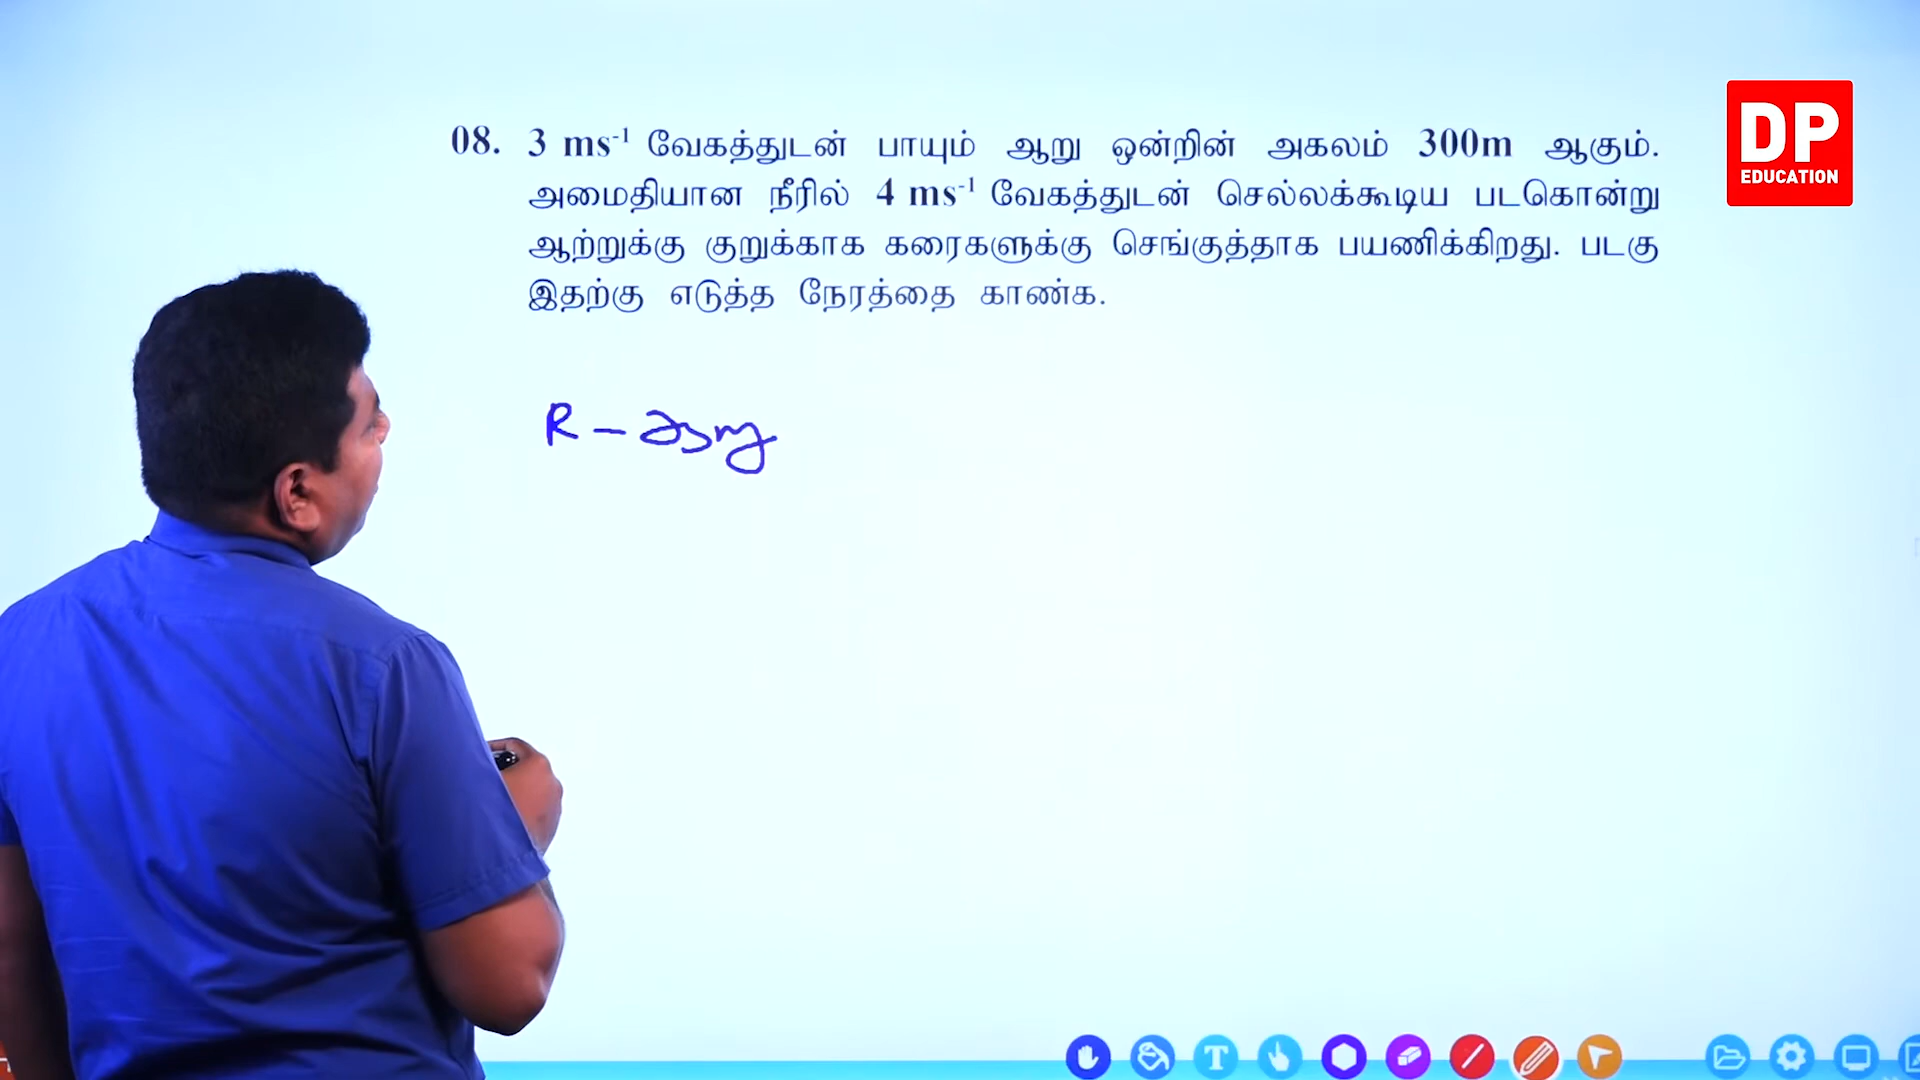 08. 3 ms⁻¹ வேகத்துடன் பாயும் ஆறு ஒன்றின் அகலம் 300m ஆகும்.
அமைதியான நீரில் 4 ms⁻¹ வேகத்துடன் செல்லக்கூடிய படகொன்று
ஆற்றுக்கு குறுக்காக கரைகளுக்கு செங்குத்தாக பயணிக்கிறது. படகு
இதற்கு எடுத்த நேரத்தை காண்க.
R – ஆறு
DP
EDUCATION
T